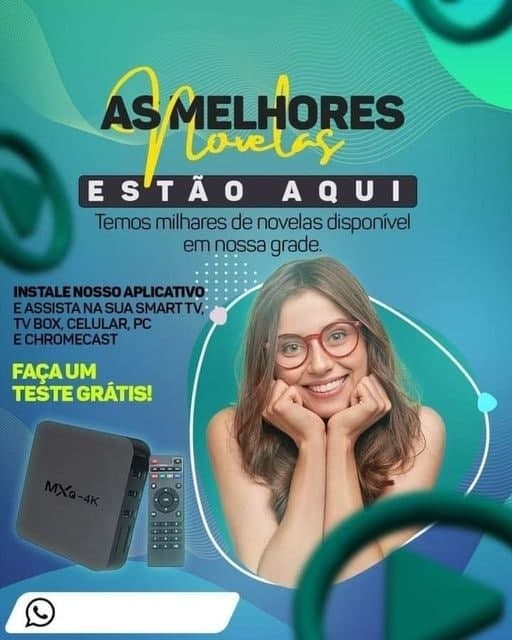 AS MELHORES
Novelas
ESTÃO AQUI
Temos milhares de novelas disponível
em nossa grade.
INSTALE NOSSO APLICATIVO
E ASSISTA NA SUA SMART TV,
TV BOX, CELULAR, PC
E CHROMECAST
FAÇA UM
TESTE GRÁTIS!
MXQ-4K